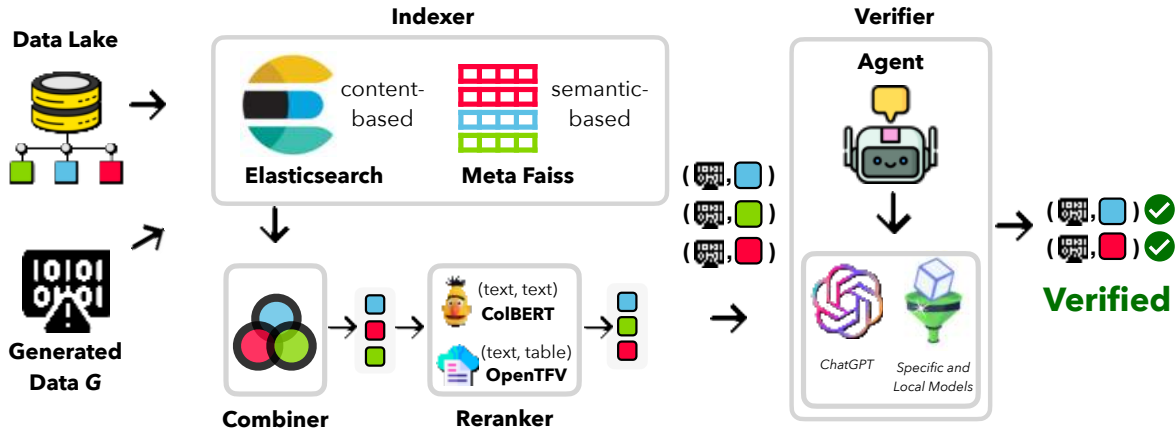 Indexer
Verifier
Data Lake
Agent
content-
based
semantic-
based
Elasticsearch
Meta Faiss
( , )
( , )
( , )
( , )
( , )
Verified
10101
Generated
Data G
(text, text)
ColBERT
(text, table)
OpenTFV
ChatGPT
Specific and
Local Models
Combiner
Reranker